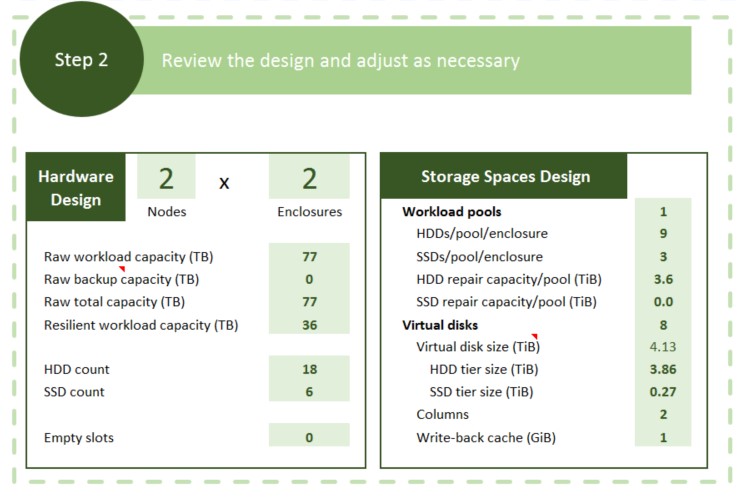 Step 2
Review the design and adjust as necessary
Hardware Design
2 x 2
Nodes Enclosures
Raw workload capacity (TB) 77
Raw backup capacity (TB) 0
Raw total capacity (TB) 77
Resilient workload capacity (TB) 36
HDD count 18
SSD count 6
Empty slots 0
Storage Spaces Design
Workload pools 1
HDDs/pool/enclosure 9
SSDs/pool/enclosure 3
HDD repair capacity/pool (TiB) 3.6
SSD repair capacity/pool (TiB) 0.0
Virtual disks 8
Virtual disk size (TiB) 4.13
HDD tier size (TiB) 3.86
SSD tier size (TiB) 0.27
Columns 2
Write-back cache (GiB) 1